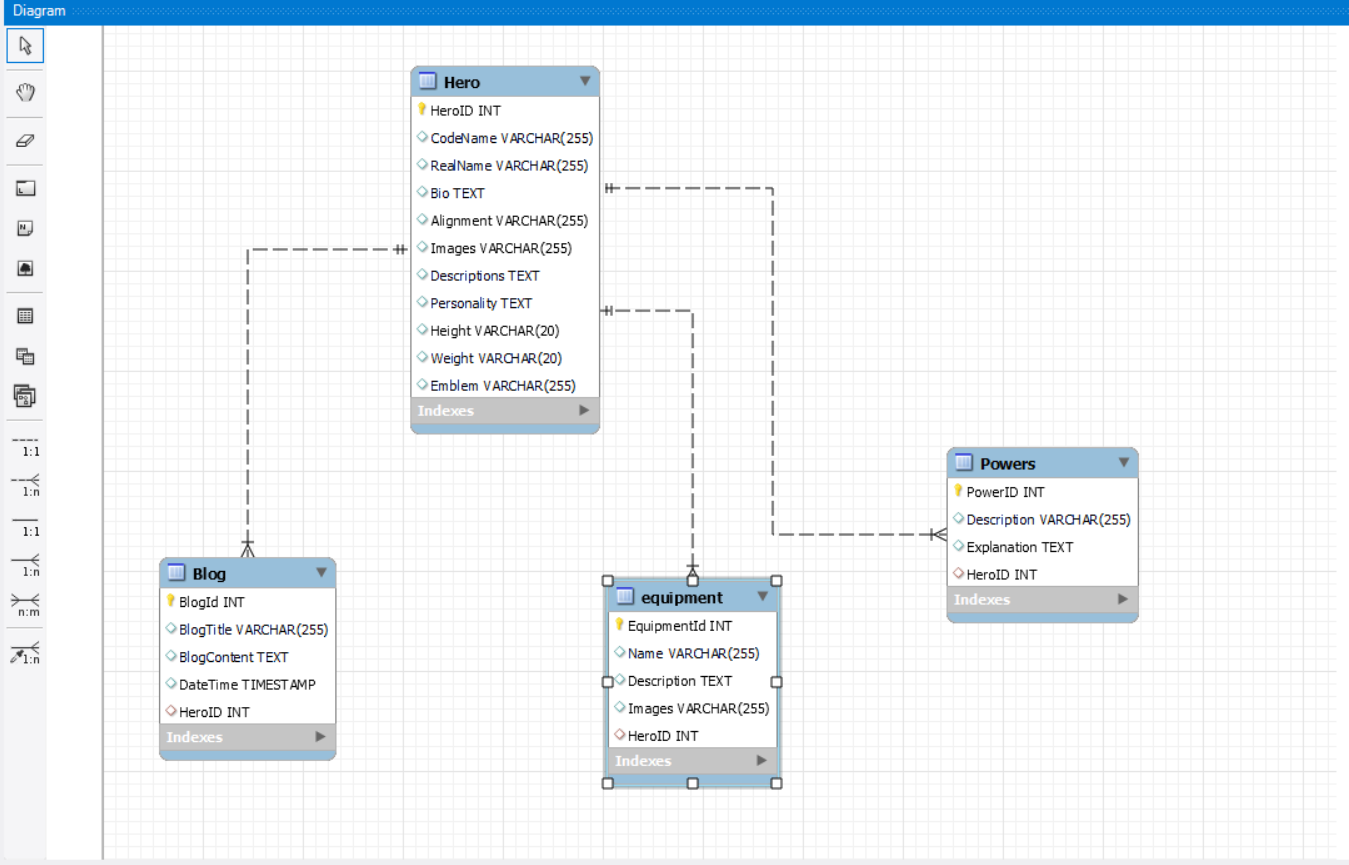 Diagram
Hero
HeroID INT
CodeName VARCHAR(255)
RealName VARCHAR(255)
Bio TEXT
Alignment VARCHAR(255)
Images VARCHAR(255)
Descriptions TEXT
Personality TEXT
Height VARCHAR(20)
Weight VARCHAR(20)
Emblem VARCHAR(255)
Indexes
Powers
PowerID INT
Description VARCHAR(255)
Explanation TEXT
HeroID INT
Indexes
Blog
BlogId INT
BlogTitle VARCHAR(255)
BlogContent TEXT
DateTime TIMESTAMP
HeroID INT
Indexes
equipment
EquipmentId INT
Name VARCHAR(255)
Description TEXT
Images VARCHAR(255)
HeroID INT
Indexes
1:1
1:n
1:1
1:n
n:m
1:n